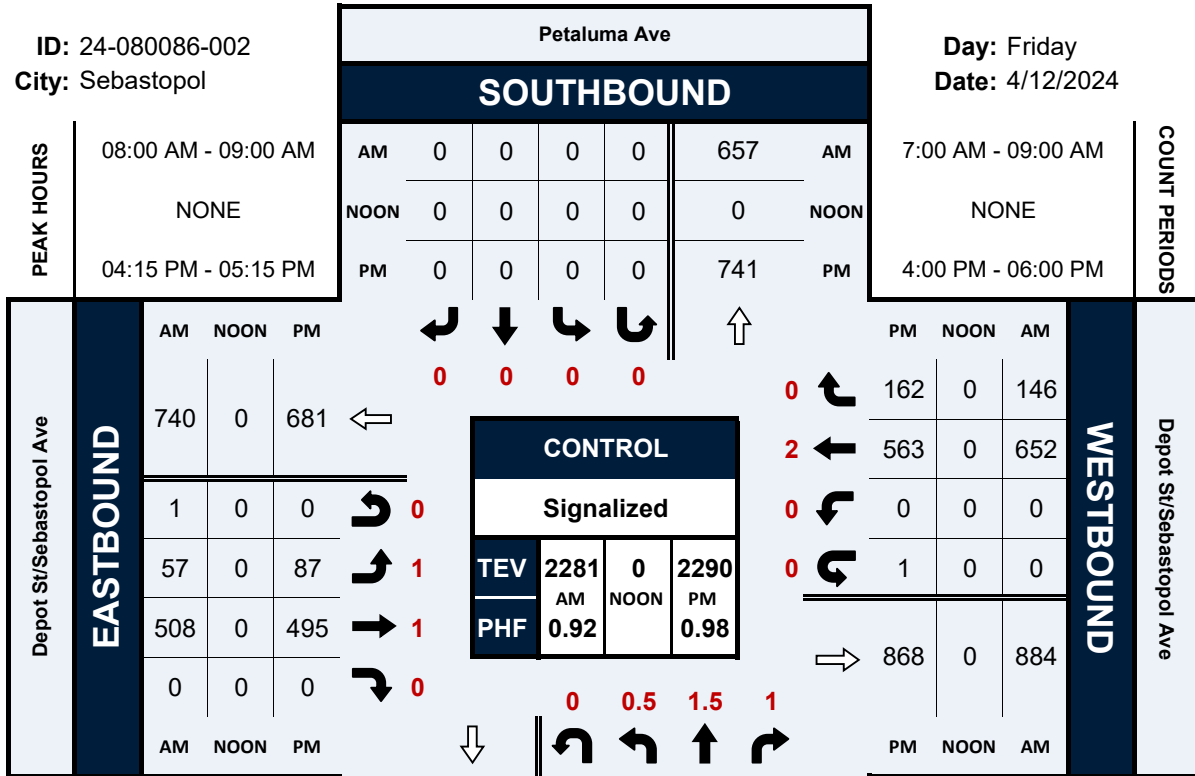 Petaluma Ave
ID: 24-080086-002
City: Sebastopol
Day: Friday
Date: 4/12/2024
SOUTHBOUND
PEAK HOURS
08:00 AM - 09:00 AM
NONE
04:15 PM - 05:15 PM
AM 0 0 0 0 657 AM
NOON 0 0 0 0 0 NOON
PM 0 0 0 0 741 PM
7:00 AM - 09:00 AM
NONE
4:00 PM - 06:00 PM
COUNT PERIODS
0 0 0 0
Depot St/Sebastopol Ave
EASTBOUND
AM NOON PM
740 0 681
1 0 0 0
57 0 87 1
508 0 495 1
0 0 0 0
AM NOON PM
CONTROL
Signalized
TEV 2281 0 2290
AM NOON PM
PHF 0.92 0.98
PM NOON AM
0 162 0 146
2 563 0 652
0 0 0 0
0 1 0 0
868 0 884
PM NOON AM
WESTBOUND
Depot St/Sebastopol Ave
0 0.5 1.5 1